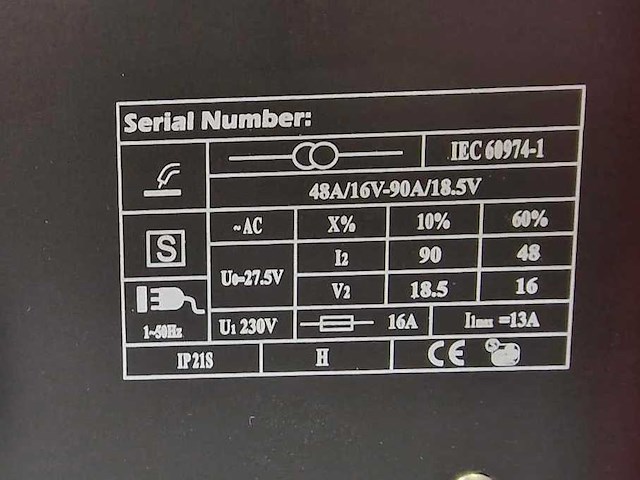 Serial Number:
IEC 60974-1
48A/16V-90A/18.5V
~AC X% 10% 60%
S
U0=27.5V
I2 90 48
V2 18.5 16
1~50Hz
U1 230V 16A I1max =13A
IP21S H CE